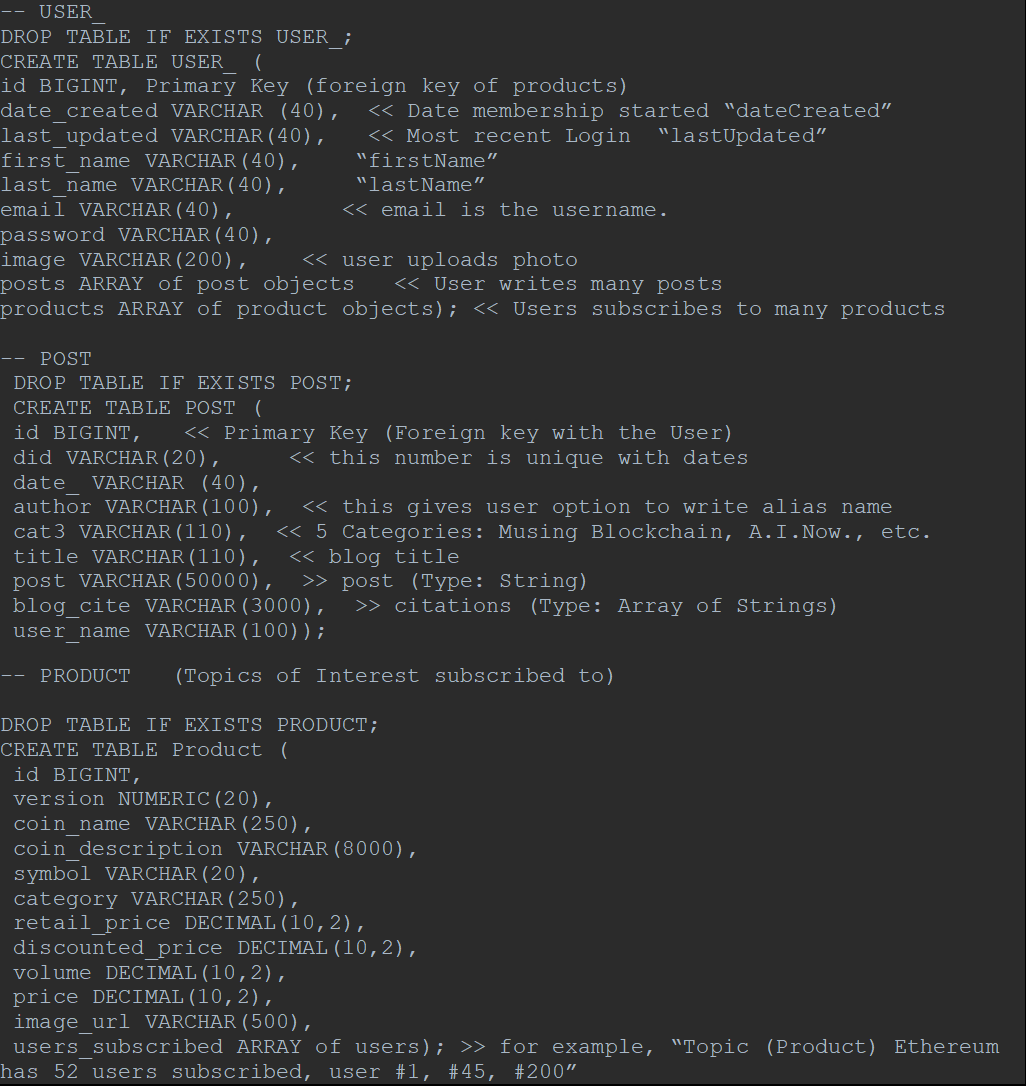 -- USER_
DROP TABLE IF EXISTS USER_;
CREATE TABLE USER_ (
id BIGINT, Primary Key (foreign key of products)
date_created VARCHAR (40), << Date membership started “dateCreated”
last_updated VARCHAR(40), << Most recent Login “lastUpdated”
first_name VARCHAR(40), “firstName”
last_name VARCHAR(40), “lastName”
email VARCHAR(40), << email is the username.
password VARCHAR(40),
image VARCHAR(200), << user uploads photo
posts ARRAY of post objects << User writes many posts
products ARRAY of product objects); << Users subscribes to many products
-- POST
DROP TABLE IF EXISTS POST;
CREATE TABLE POST (
id BIGINT, << Primary Key (Foreign key with the User)
did VARCHAR(20), << this number is unique with dates
date_ VARCHAR (40),
author VARCHAR(100), << this gives user option to write alias name
cat3 VARCHAR(110), << 5 Categories: Musing Blockchain, A.I.Now., etc.
title VARCHAR(110), << blog title
post VARCHAR(50000), >> post (Type: String)
blog_cite VARCHAR(3000), >> citations (Type: Array of Strings)
user_name VARCHAR(100));
-- PRODUCT (Topics of Interest subscribed to)
DROP TABLE IF EXISTS PRODUCT;
CREATE TABLE Product (
id BIGINT,
version NUMERIC(20),
coin_name VARCHAR(250),
coin_description VARCHAR(8000),
symbol VARCHAR(20),
category VARCHAR(250),
retail_price DECIMAL(10,2),
discounted_price DECIMAL(10,2),
volume DECIMAL(10,2),
price DECIMAL(10,2),
image_url VARCHAR(500),
users_subscribed ARRAY of users); >> for example, “Topic (Product) Ethereum
has 52 users subscribed, user #1, #45, #200”